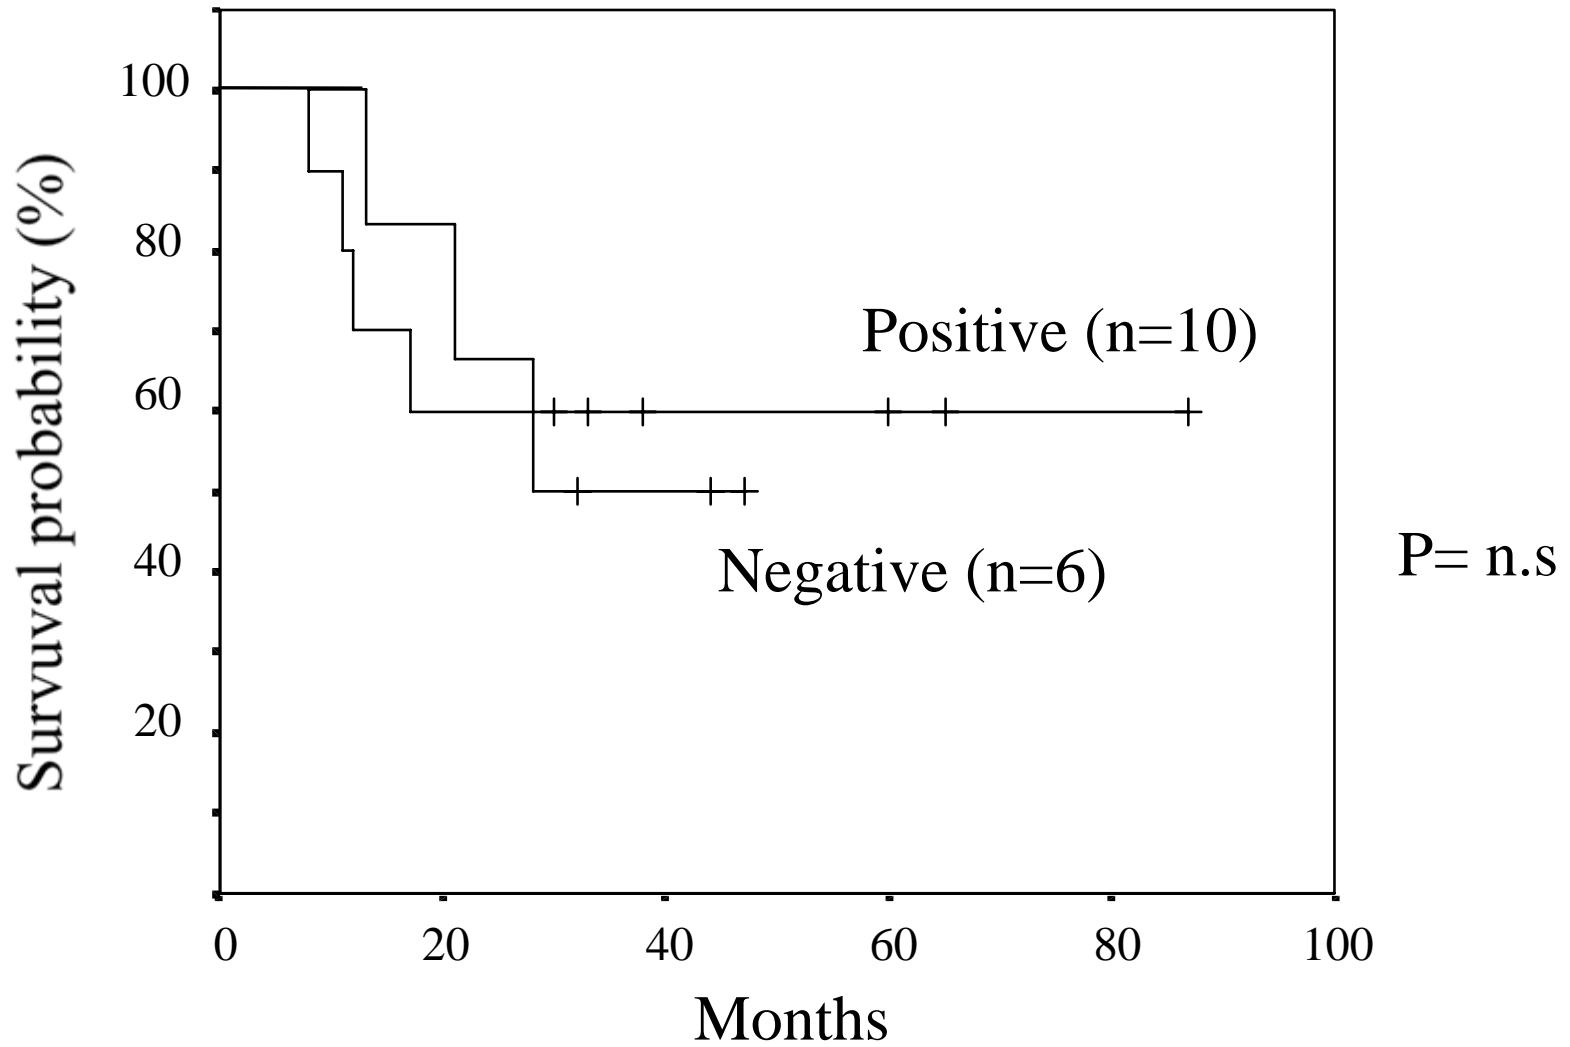 Survuval probability (%)
100
80
60
40
20
Positive (n=10)
Negative (n=6)
P= n.s
0 20 40 60 80 100
Months